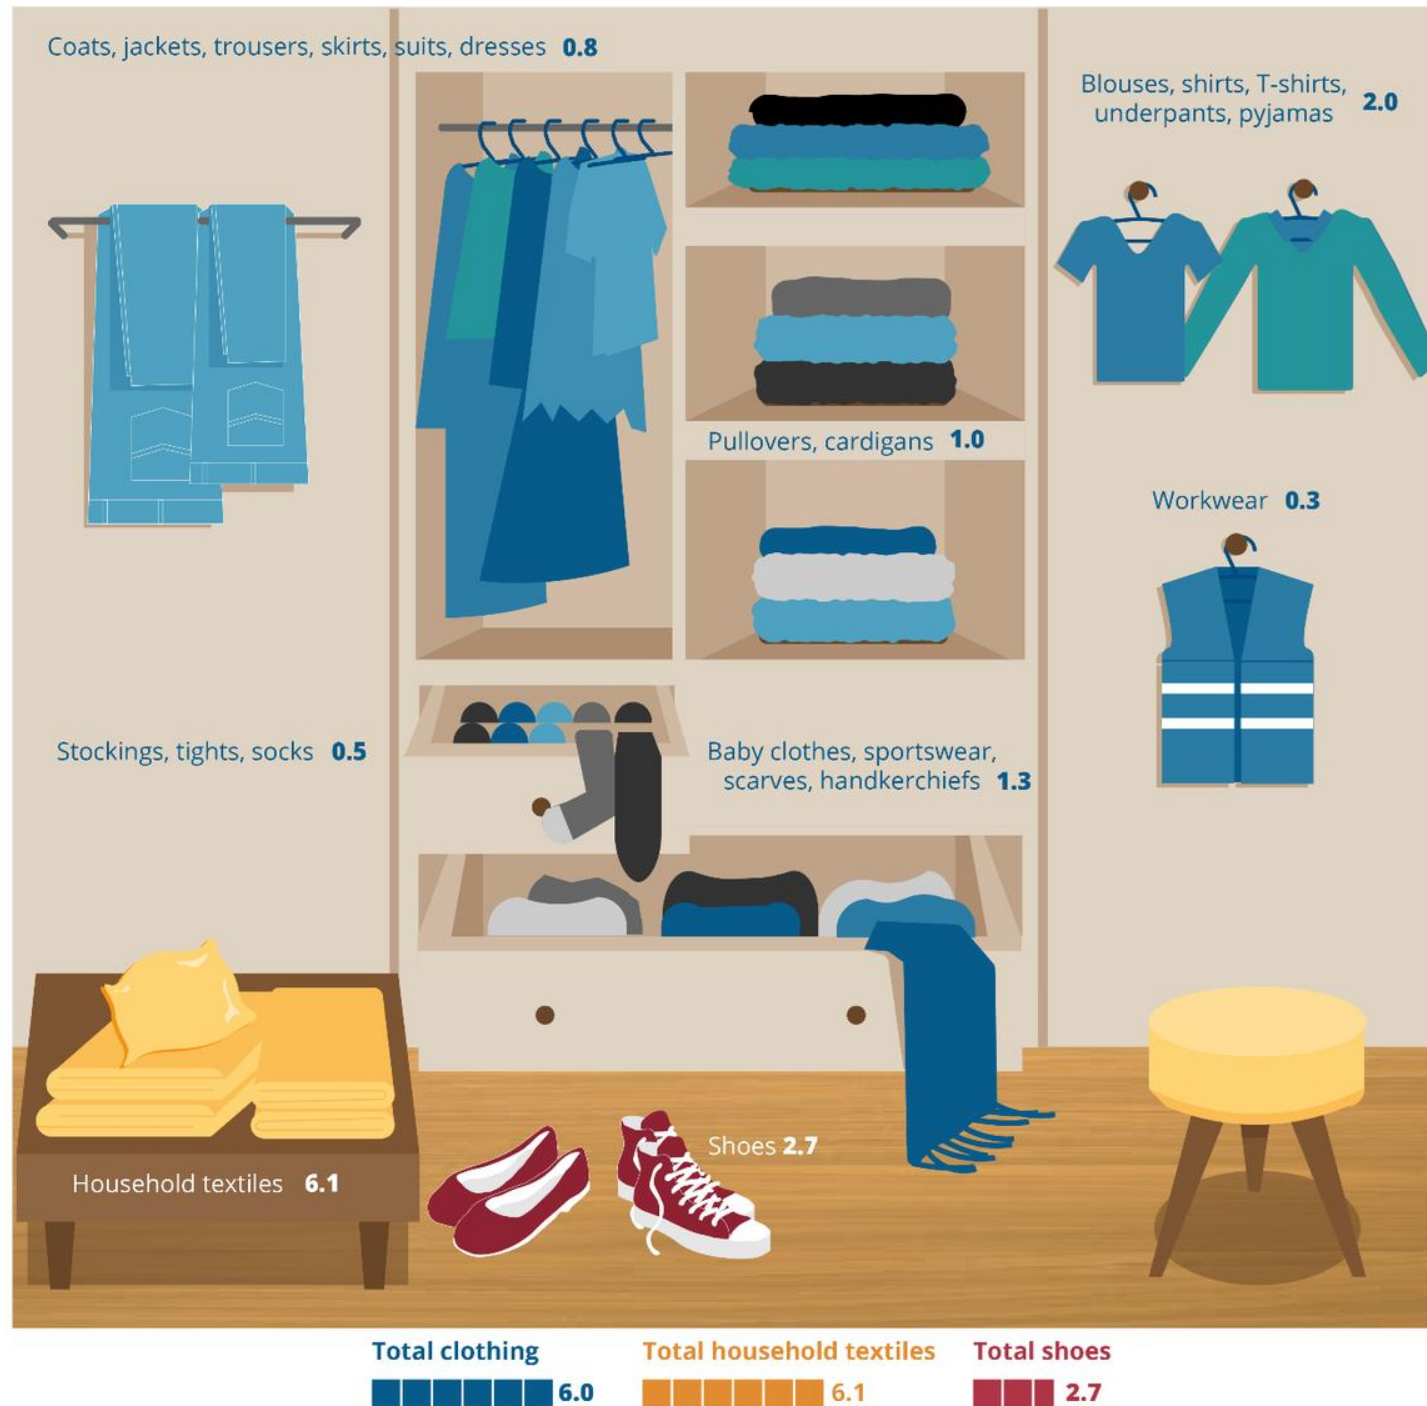 Coats, jackets, trousers, skirts, suits, dresses 0.8
Blouses, shirts, T-shirts,
underpants, pyjamas 2.0
Pullovers, cardigans 1.0
Workwear 0.3
Stockings, tights, socks 0.5
Baby clothes, sportswear,
scarves, handkerchiefs 1.3
Shoes 2.7
Household textiles 6.1
Total clothing
6.0
Total household textiles
6.1
Total shoes
2.7